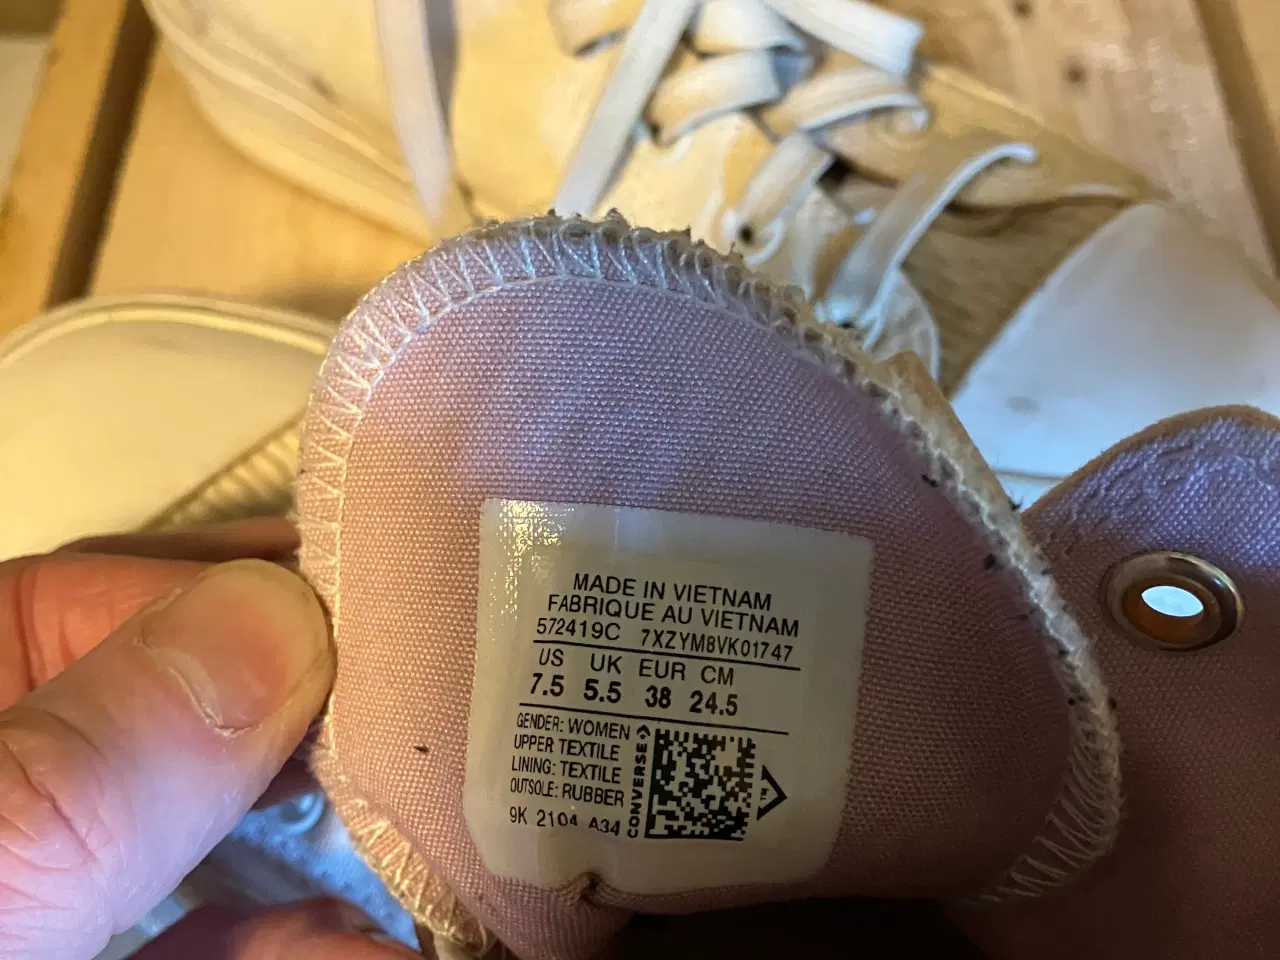 MADE IN VIETNAM
FABRIQUE AU VIETNAM
572419C 7XZYM8VK01747
US UK EUR CM
7.5 5.5 38 24.5
GENDER: WOMEN
UPPER TEXTILE
LINING: TEXTILE
OUTSOLE: RUBBER
9K 2104 A34
CONVERSE